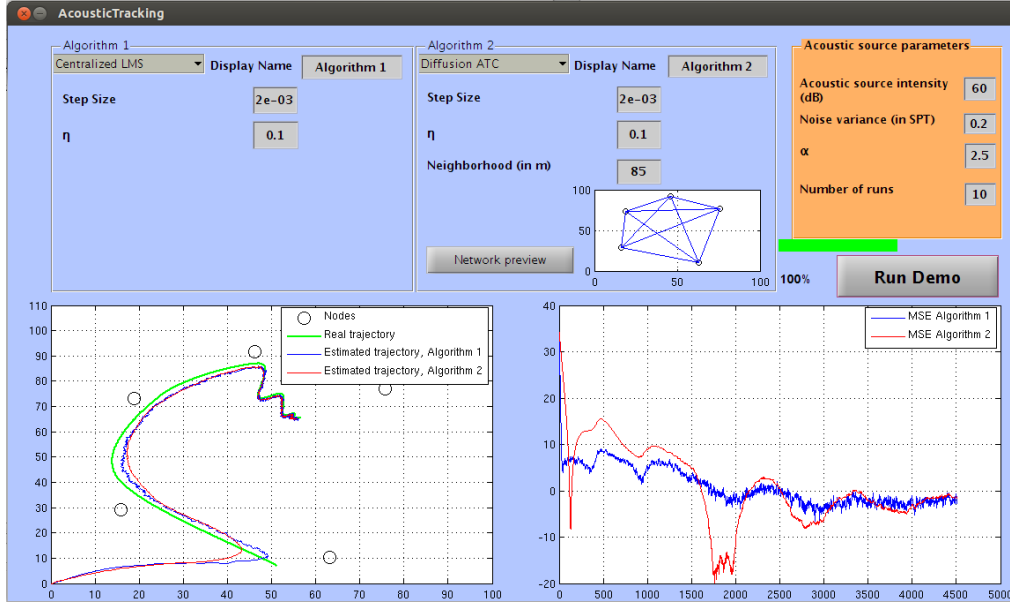 AcousticTracking
Algorithm 1
Centralized LMS
Display Name
Algorithm 1
Step Size
2e-03
η
0.1
Algorithm 2
Diffusion ATC
Display Name
Algorithm 2
Step Size
2e-03
η
0.1
Neighborhood (in m)
85
Network preview
100
50
0
0
50
100
Acoustic source parameters
Acoustic source intensity
(dB)
60
Noise variance (in SPT)
0.2
α
2.5
Number of runs
10
100%
Run Demo
110
100
90
80
70
60
50
40
30
20
10
0
0 10 20 30 40 50 60 70 80 90 100
Nodes
Real trajectory
Estimated trajectory, Algorithm 1
Estimated trajectory, Algorithm 2
40
30
20
10
0
-10
-20
0 500 1000 1500 2000 2500 3000 3500 4000 4500 5000
MSE Algorithm 1
MSE Algorithm 2